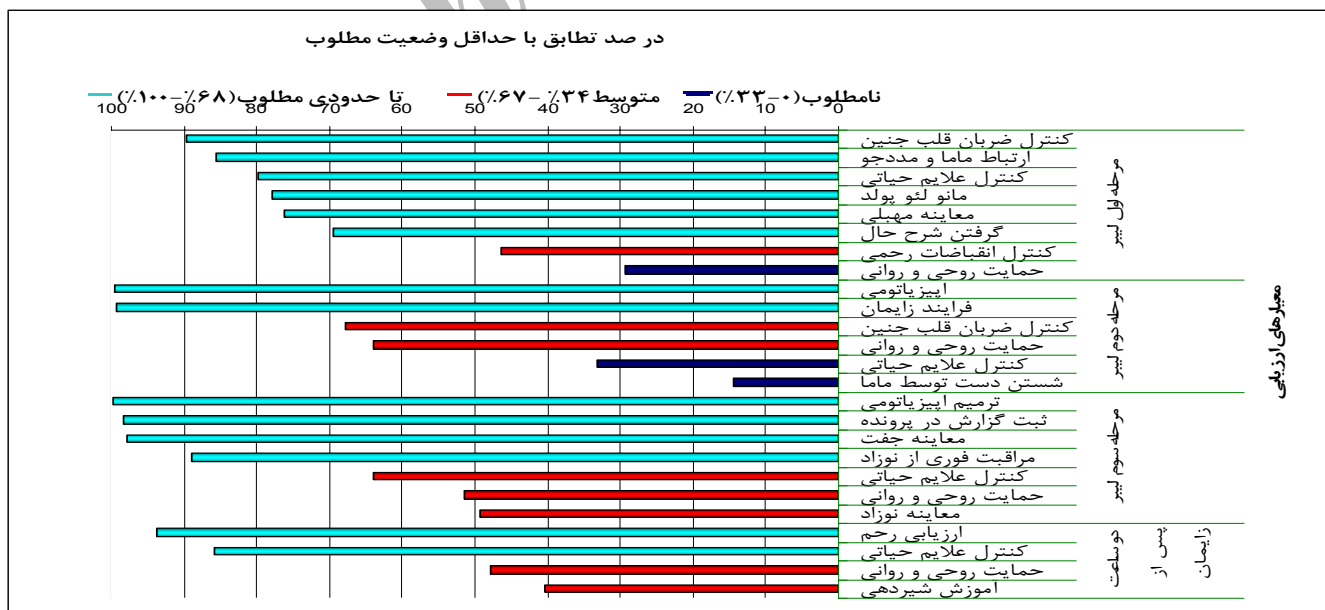 در صد تطابق با حداقل وضعیت مطلوب
نامطلوب(۰-۳۳٪) متوسط۳۴٪-۶۷٪) تا حدودی مطلوب(۶۸٪-۱۰۰٪)
100 90 80 70 60 50 40 30 20 10 0
معیارهای ارزیابی
مرحله اول لیبر
کنترل ضربان قلب جنین
ارتباط ماما و مددجو
کنترل علایم حیاتی
مانو لئو پولد
معاینه مهبلی
گرفتن شرح حال
کنترل انقباضات رحمی
حمایت روحی و روانی
مرحله دوم لیبر
اپیزیاتومی
فرایند زایمان
کنترل ضربان قلب جنین
حمایت روحی و روانی
کنترل علایم حیاتی
شستن دست توسط ماما
مرحله سوم لیبر
ترمیم اپیزیاتومی
ثبت گزارش در پرونده
معاینه جفت
مراقبت فوری از نوزاد
کنترل علایم حیاتی
حمایت روحی و روانی
معاینه نوزاد
دو ساعت
پس از
زایمان
ارزیابی رحم
کنترل علایم حیاتی
حمایت روحی و روانی
آموزش شیردهی